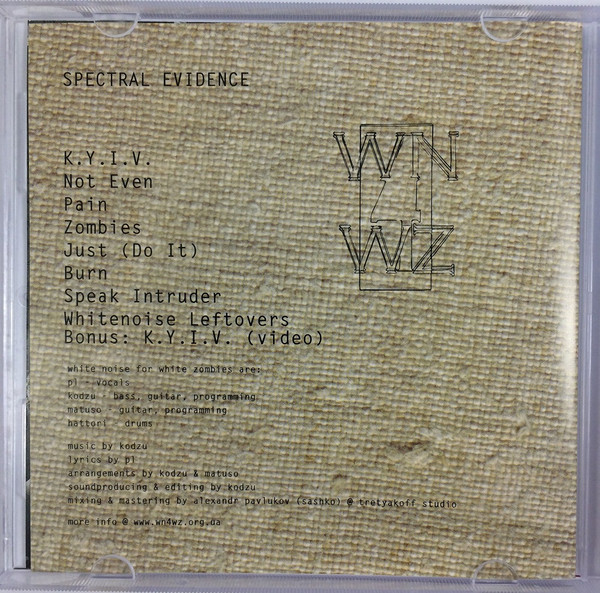 SPECTRAL EVIDENCE
WN
4
WZ
K.Y.I.V.
Not Even
Pain
Zombies
Just (Do It)
Burn
Speak Intruder
Whitenoise Leftovers
Bonus: K.Y.I.V. (video)
white noise for white zombies are:
pl - vocals
kodzu - bass, guitar, programming
matuso - guitar, programming
hattori - drums
music by kodzu
lyrics by pl
arrangements by kodzu & matuso
soundproducing & editing by kodzu
mixing & mastering by alexandr pavlukov (sashko) @ tretyakoff studio
more info @ www.wn4wz.org.ua